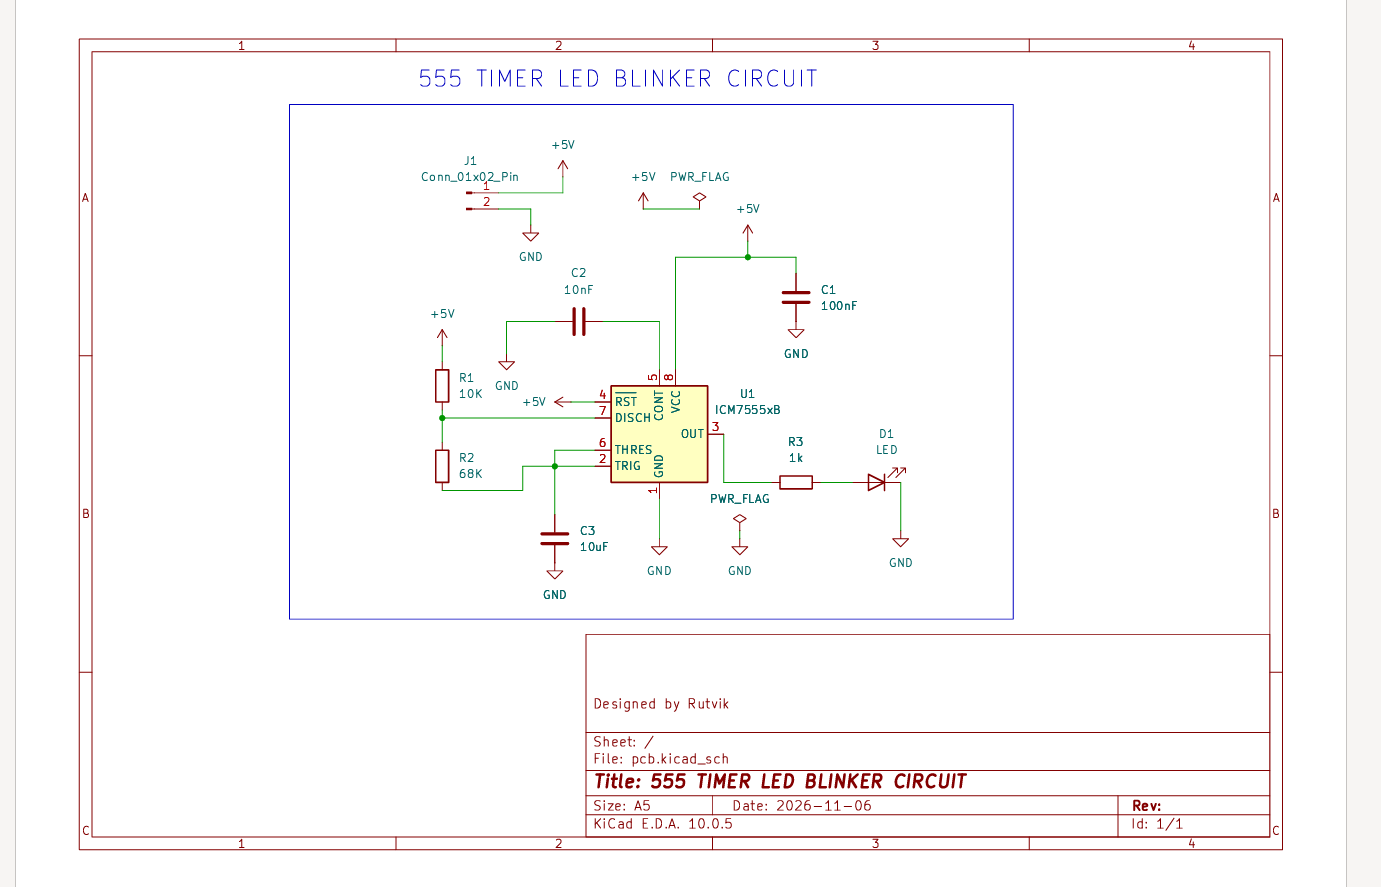 1 2 3 4
555 TIMER LED BLINKER CIRCUIT
+5V
J1
Conn_01x02_Pin
1
2
GND
+5V PWR_FLAG
+5V
A A
C2
10nF
GND
C1
100nF
GND
+5V
R1
10K
R2
68K
+5V
4 RST
7 DISCH
6 THRES
2 TRIG
5 CONT
8 VCC
OUT 3
GND 1
U1
ICM7555xB
R3
1k
D1
LED
GND
PWR_FLAG
GND
GND
C3
10uF
GND
B B
Designed by Rutvik
Sheet: /
File: pcb.kicad_sch
Title: 555 TIMER LED BLINKER CIRCUIT
Size: A5 Date: 2026-11-06 Rev:
KiCad E.D.A. 10.0.5 Id: 1/1
C C
1 2 3 4